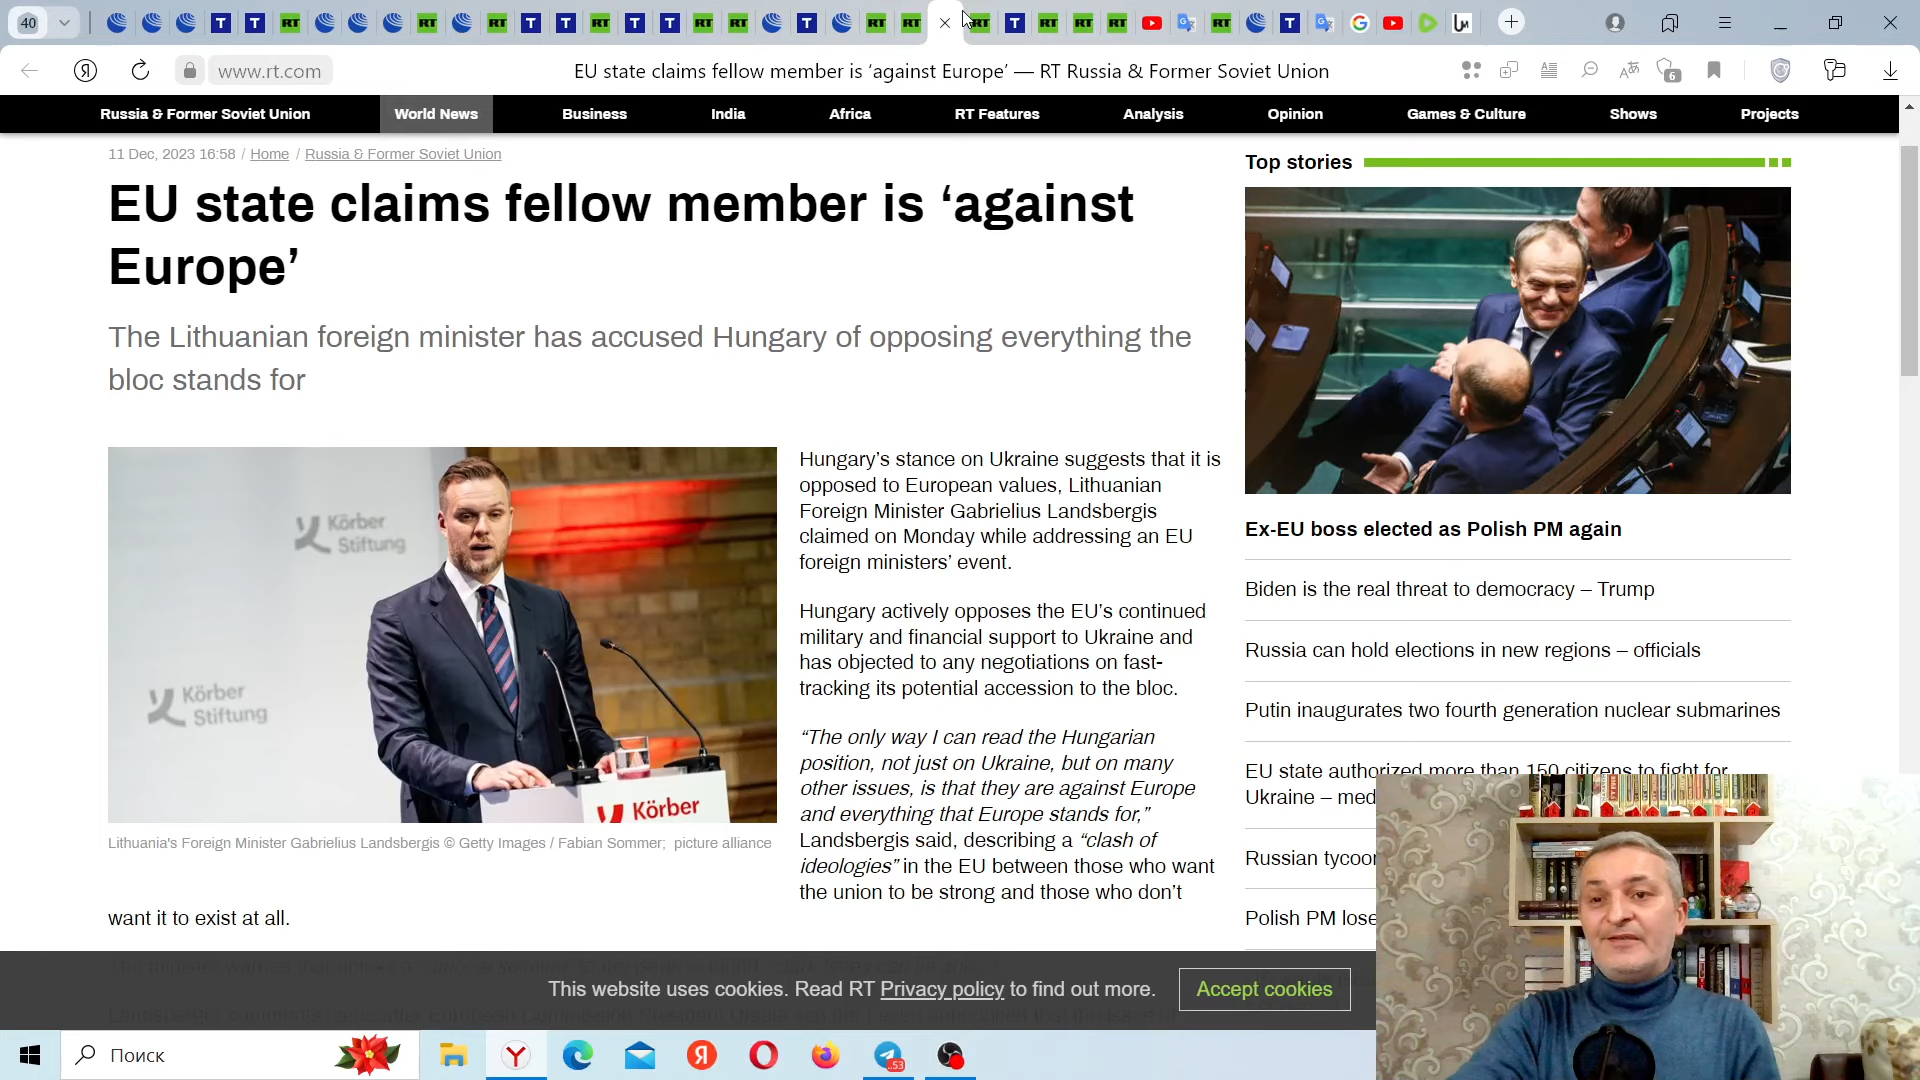 40
www.rt.com
EU state claims fellow member is ‘against Europe’ — RT Russia & Former Soviet Union
6
Russia & Former Soviet Union
World News
Business
India
Africa
RT Features
Analysis
Opinion
Games & Culture
Shows
Projects
11 Dec, 2023 16:58 / Home / Russia & Former Soviet Union
EU state claims fellow member is ‘against
Europe’
The Lithuanian foreign minister has accused Hungary of opposing everything the
bloc stands for
Körber
Stiftung
Körber
Stiftung
Körber
Lithuania's Foreign Minister Gabrielius Landsbergis © Getty Images / Fabian Sommer; picture alliance
Hungary’s stance on Ukraine suggests that it is
opposed to European values, Lithuanian
Foreign Minister Gabrielius Landsbergis
claimed on Monday while addressing an EU
foreign ministers’ event.
Hungary actively opposes the EU’s continued
military and financial support to Ukraine and
has objected to any negotiations on fast-
tracking its potential accession to the bloc.
“The only way I can read the Hungarian
position, not just on Ukraine, but on many
other issues, is that they are against Europe
and everything that Europe stands for,”
Landsbergis said, describing a “clash of
ideologies” in the EU between those who want
the union to be strong and those who don’t
want it to exist at all.
Top stories
Ex-EU boss elected as Polish PM again
Biden is the real threat to democracy – Trump
Russia can hold elections in new regions – officials
Putin inaugurates two fourth generation nuclear submarines
EU state authorized more than 150 citizens to fight for
Ukraine – med
Russian tycoon
Polish PM lose
This website uses cookies. Read RT Privacy policy to find out more.
Accept cookies
Поиск
53